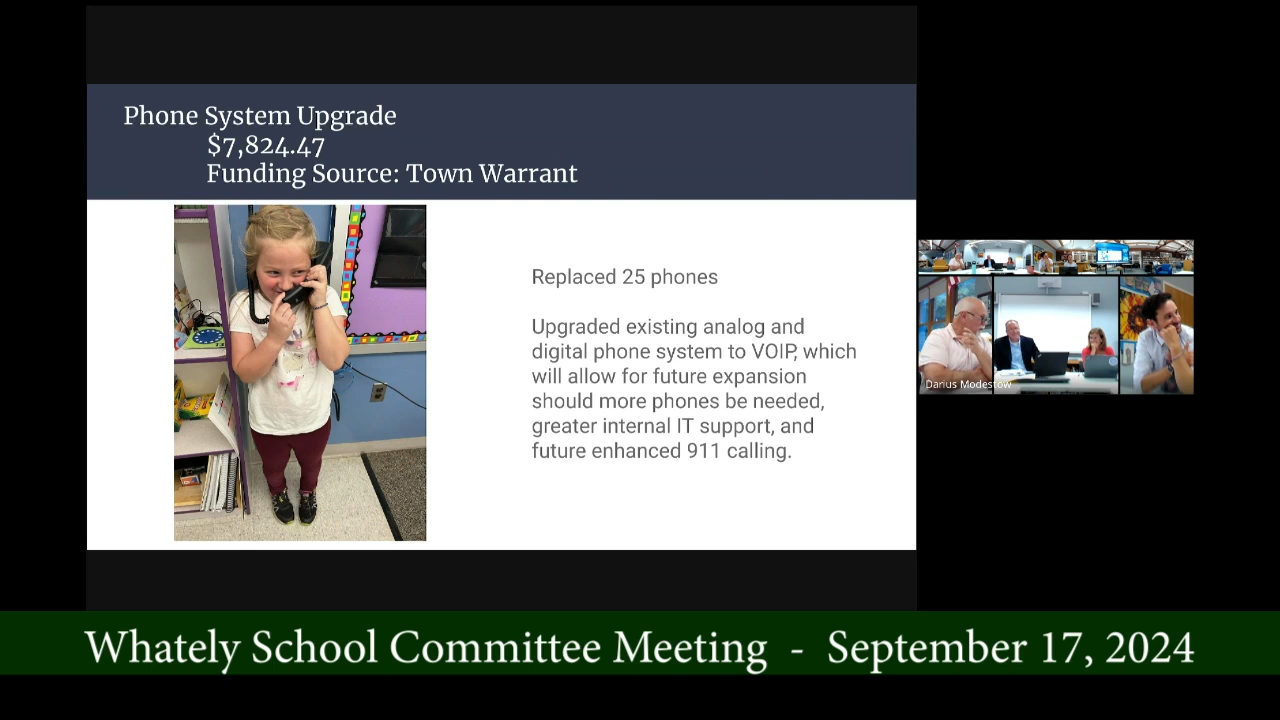 Phone System Upgrade
$7,824.47
Funding Source: Town Warrant
Replaced 25 phones
Upgraded existing analog and
digital phone system to VOIP, which
will allow for future expansion
should more phones be needed,
greater internal IT support, and
future enhanced 911 calling.
Darius Modestow
Whately School Committee Meeting - September 17, 2024